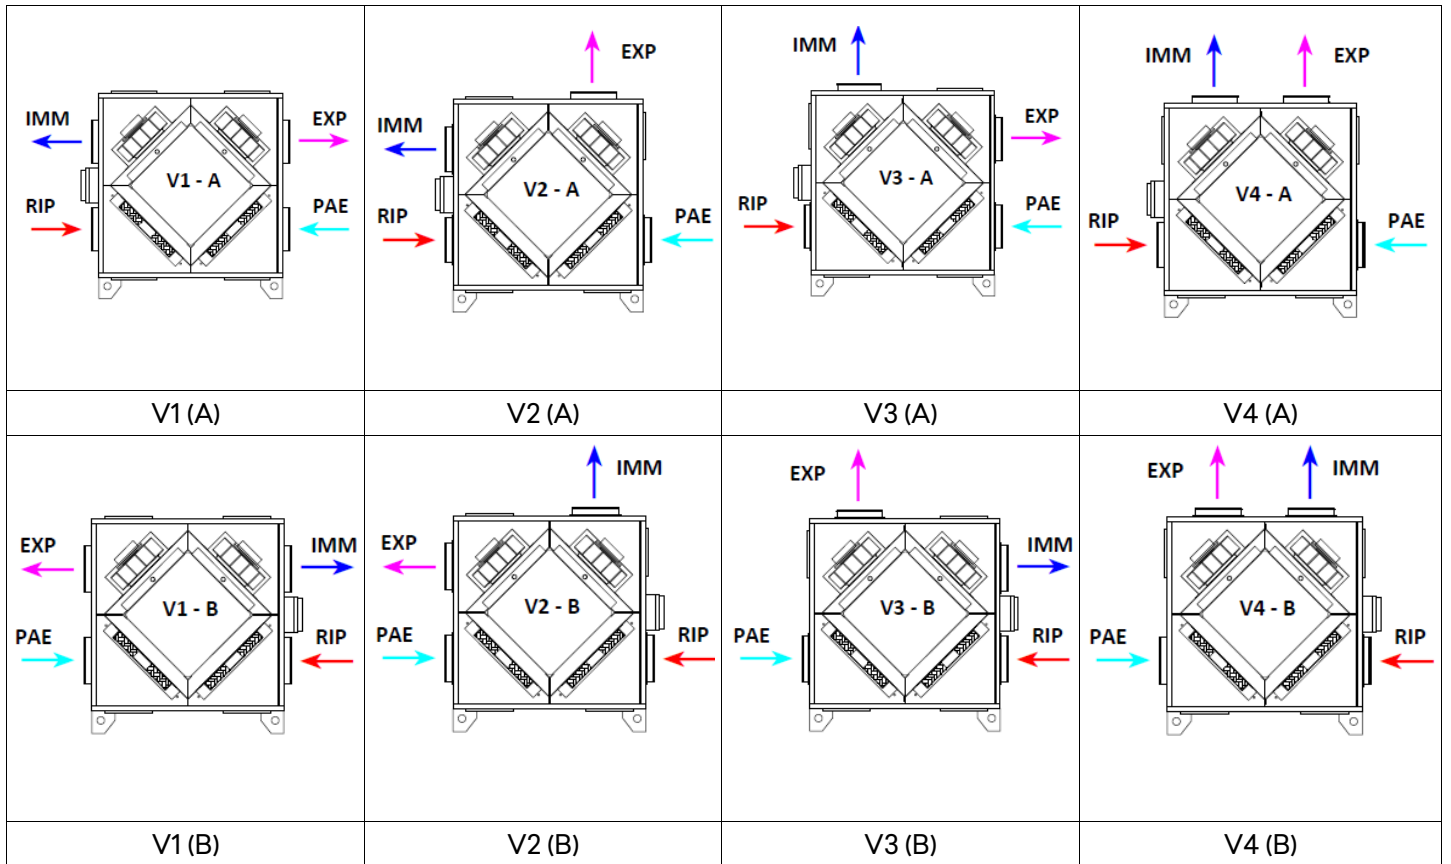 IMM
EXP
V1 - A
RIP
PAE
EXP
IMM
V2 - A
RIP
PAE
IMM
EXP
V3 - A
RIP
PAE
IMM
EXP
V4 - A
RIP
PAE
V1 (A)
V2 (A)
V3 (A)
V4 (A)
EXP
IMM
V1 - B
PAE
RIP
IMM
EXP
V2 - B
PAE
RIP
EXP
IMM
V3 - B
PAE
RIP
EXP
IMM
V4 - B
PAE
RIP
V1 (B)
V2 (B)
V3 (B)
V4 (B)